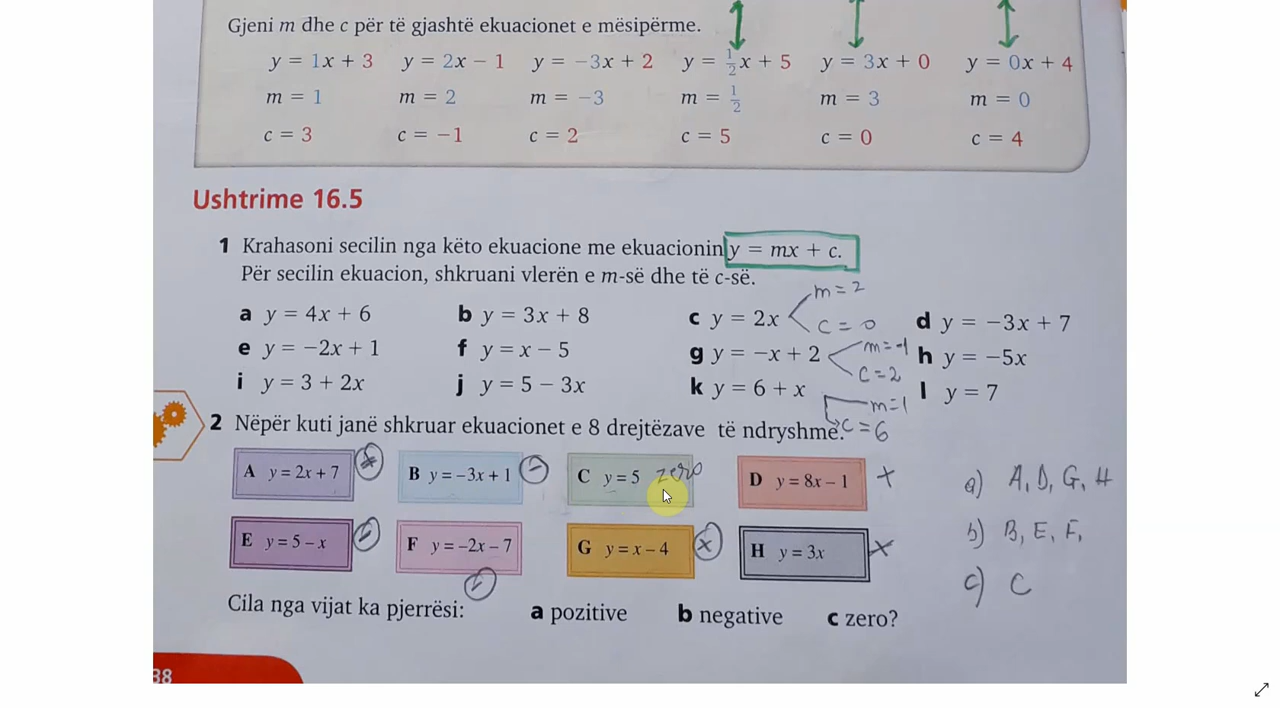 Gjeni m dhe c për të gjashtë ekuacionet e mësipërme.
y = 1x + 3 y = 2x − 1 y = −3x + 2 y = 1/2x + 5 y = 3x + 0 y = 0x + 4
m = 1 m = 2 m = −3 m = 1/2 m = 3 m = 0
c = 3 c = −1 c = 2 c = 5 c = 0 c = 4
Ushtrime 16.5
1 Krahasoni secilin nga këto ekuacione me ekuacionin y = mx + c.
Për secilin ekuacion, shkruani vlerën e m-së dhe të c-së.
a y = 4x + 6 b y = 3x + 8 c y = 2x m = 2 c = 0 d y = −3x + 7
e y = −2x + 1 f y = x − 5 g y = −x + 2 m = −1 c = 2 h y = −5x
i y = 3 + 2x j y = 5 − 3x k y = 6 + x m = 1 c = 6 l y = 7
2 Nëpër kuti janë shkruar ekuacionet e 8 drejtëzave të ndryshme.
A y = 2x + 7 + B y = −3x + 1 − C y = 5 zero D y = 8x − 1 +
a) A, D, G, H
E y = 5 − x − F y = −2x − 7 − G y = x − 4 + H y = 3x +
b) B, E, F,
c) C
Cila nga vijat ka pjerrësi: a pozitive b negative c zero?
38